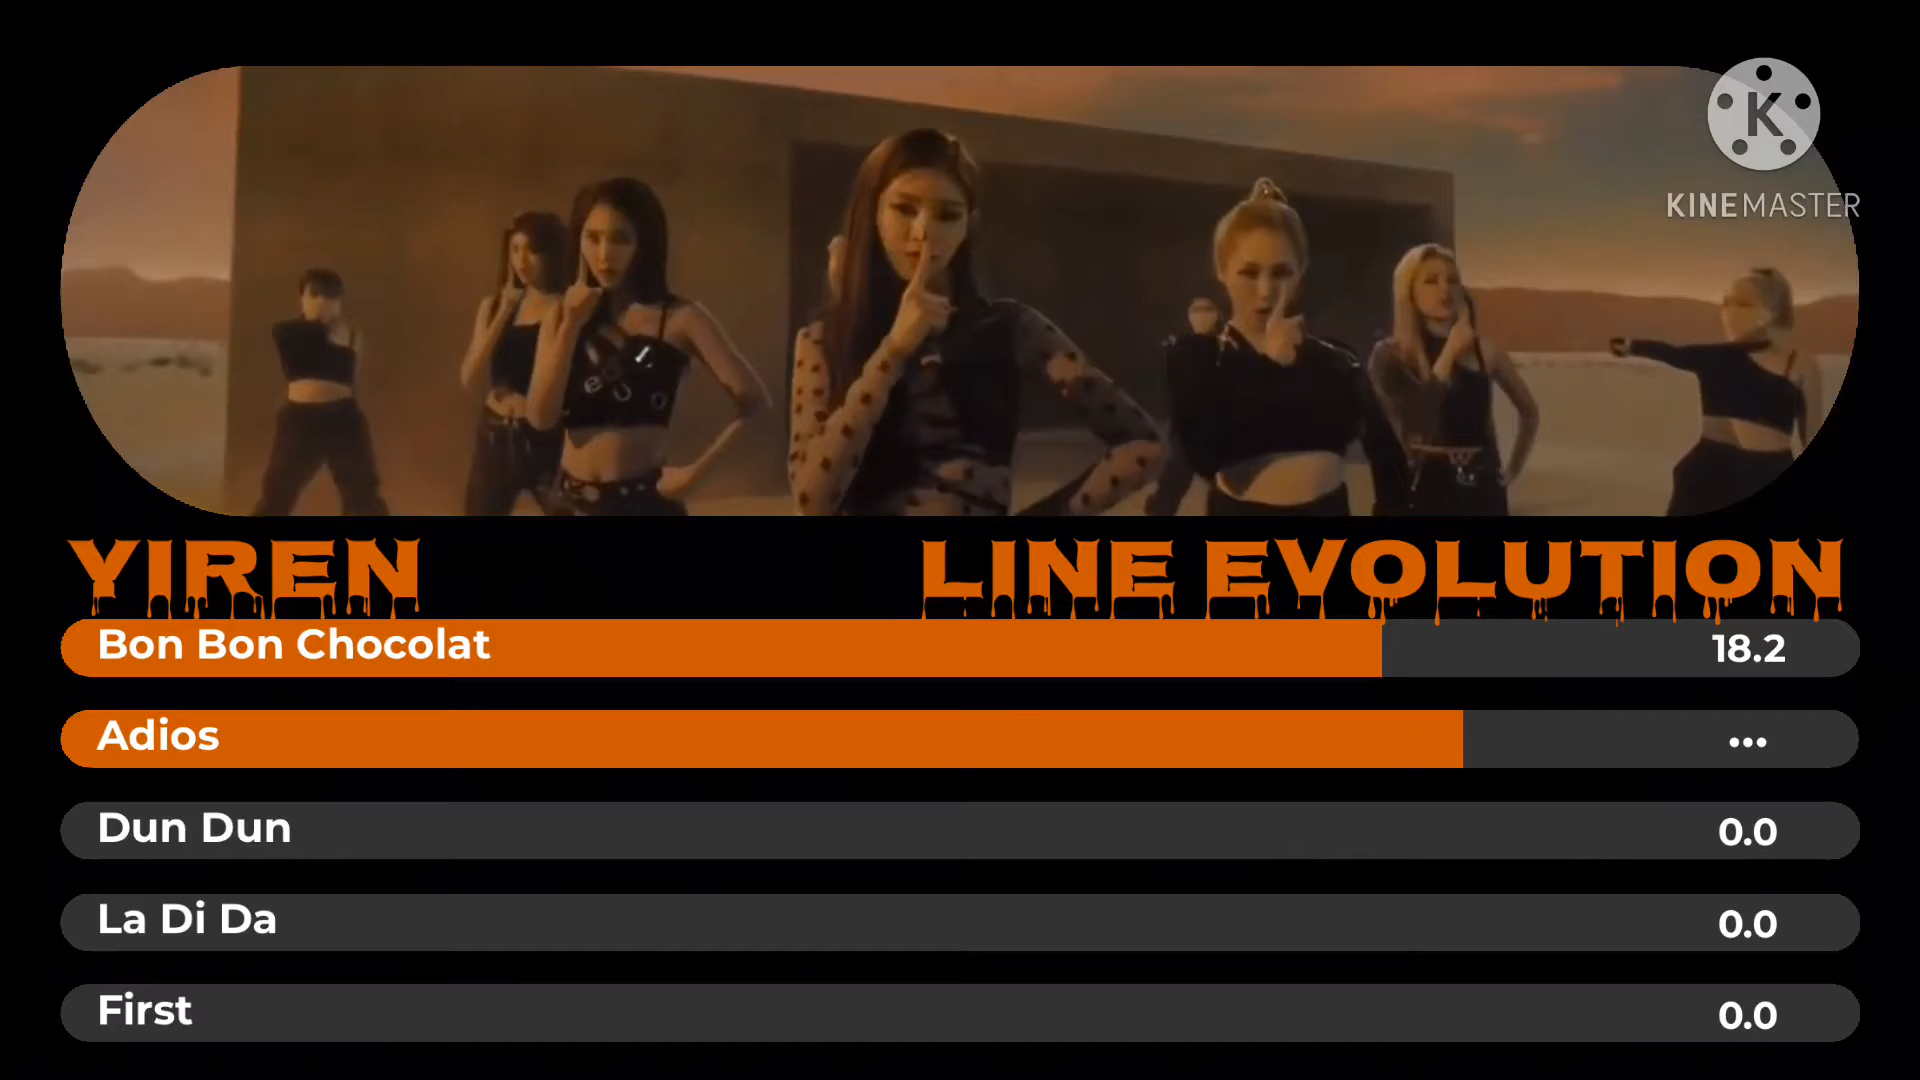 K
KINEMASTER
YIREN
LINE EVOLUTION
Bon Bon Chocolat
18.2
Adios
...
Dun Dun
0.0
La Di Da
0.0
First
0.0